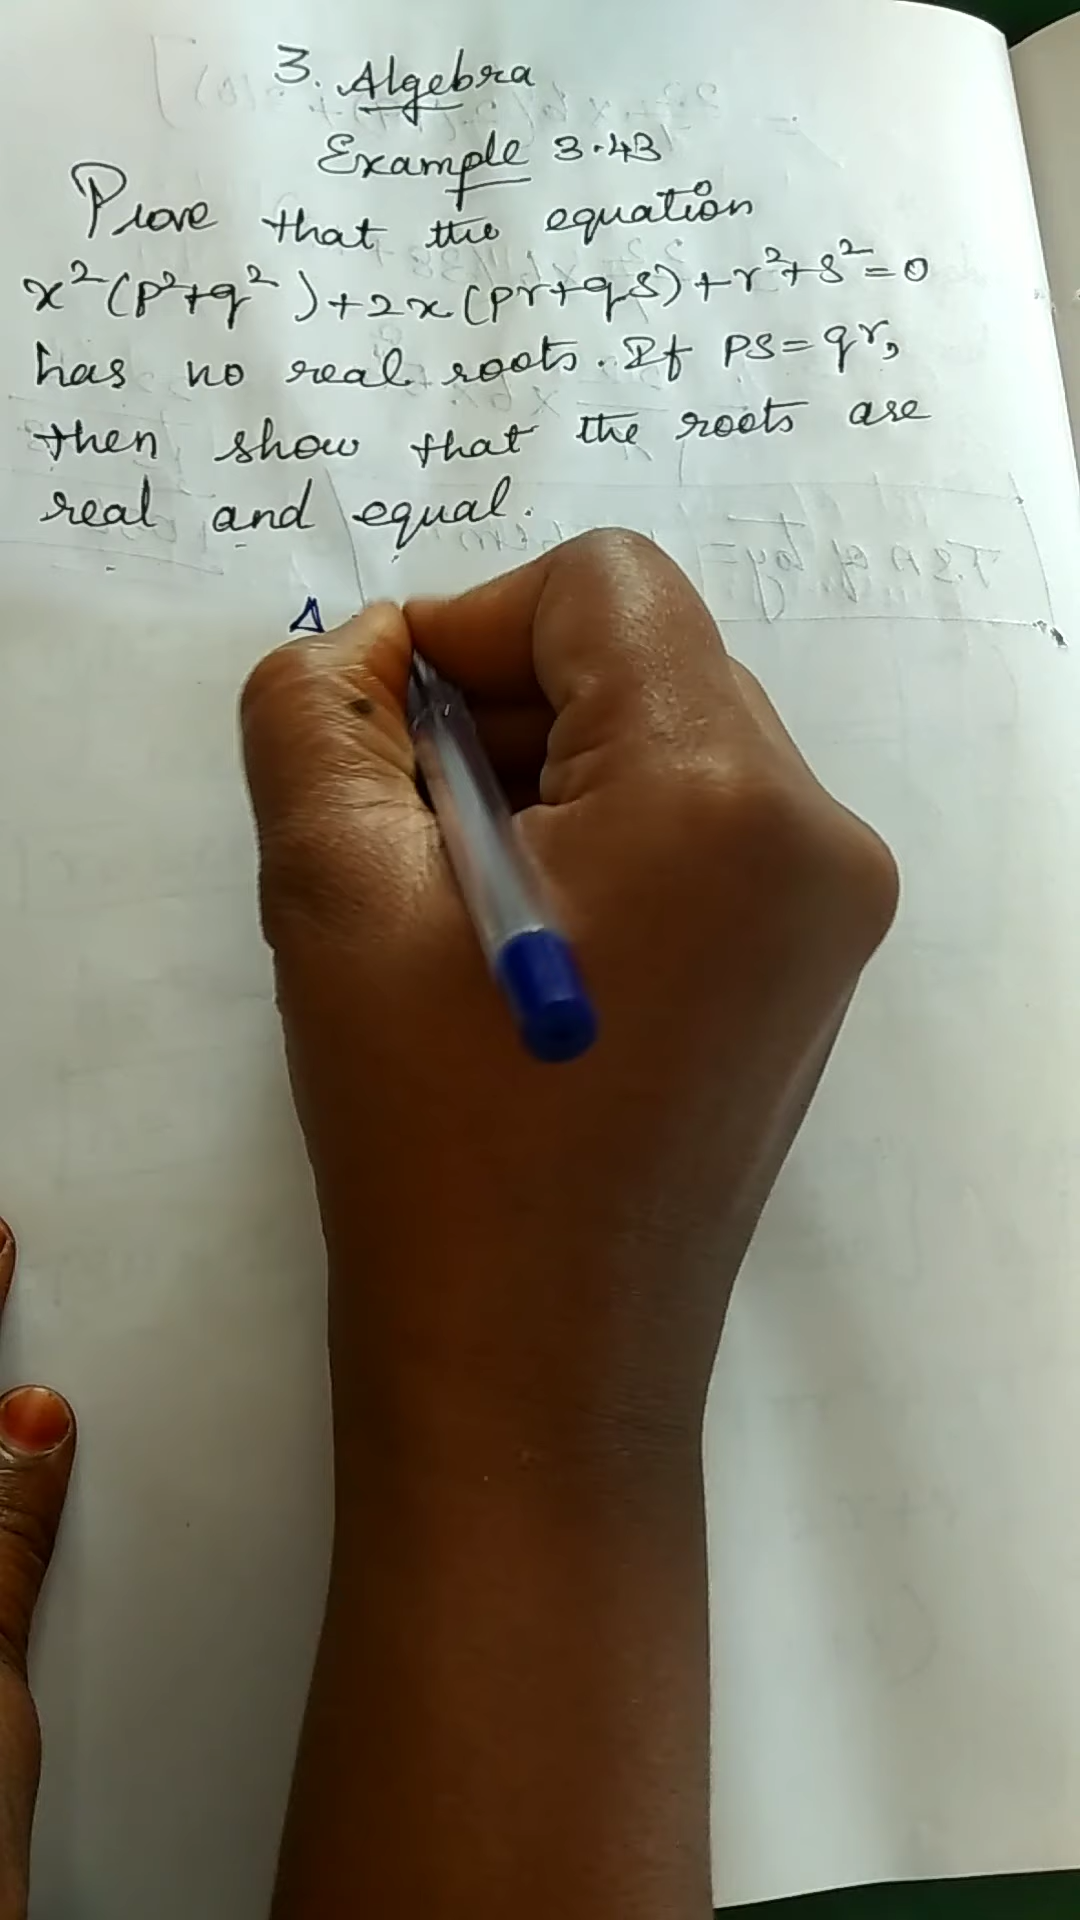 3. Algebra
Example 3.43
Prove that the equation
x²(p²+q²)+2x(pr+qs)+r²+s²=0
has no real roots. If ps=qr,
then show that the roots are
real and equal.
Δ